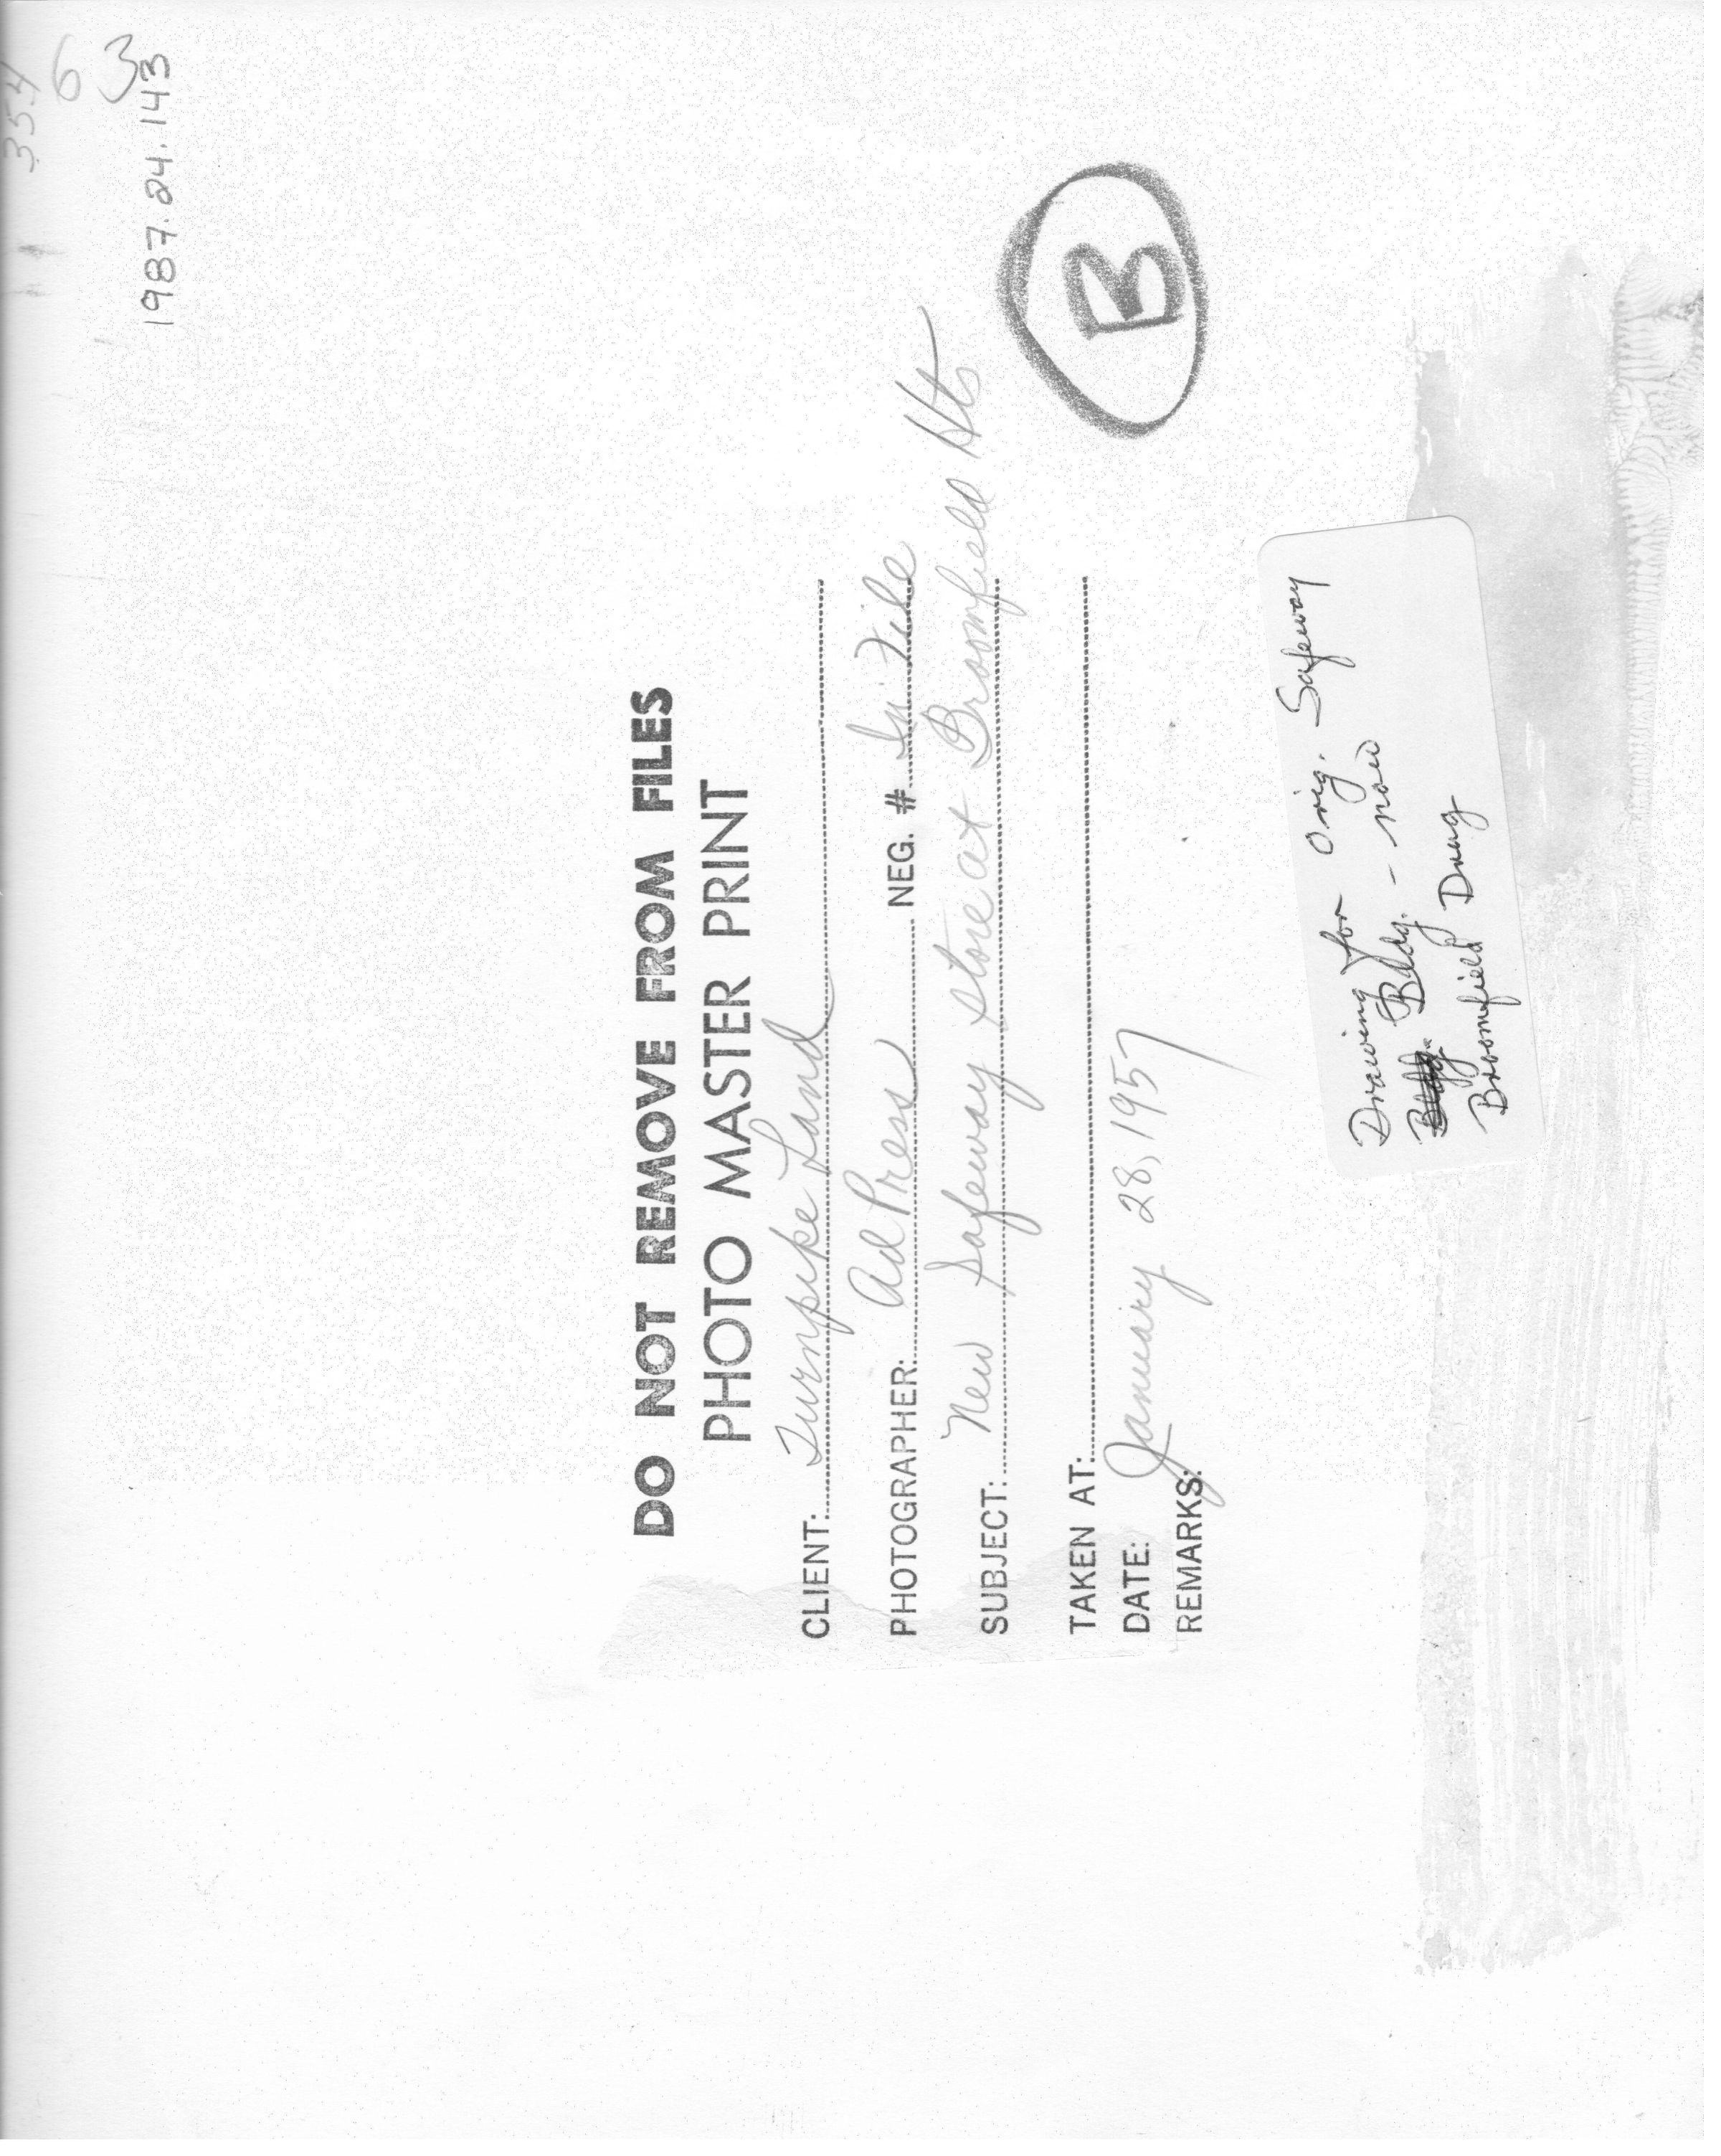 354
63
1987.24.143
DO NOT REMOVE FROM FILES
PHOTO MASTER PRINT
CLIENT: Turnpike Land
PHOTOGRAPHER: Ad Press NEG. # In File
SUBJECT: New Safeway store at Broomfield Hts
TAKEN AT:
DATE: January 28, 1957
REMARKS:
B
Drawing for Orig. Safeway
Bldg. Bldg. - now
Broomfield Drug